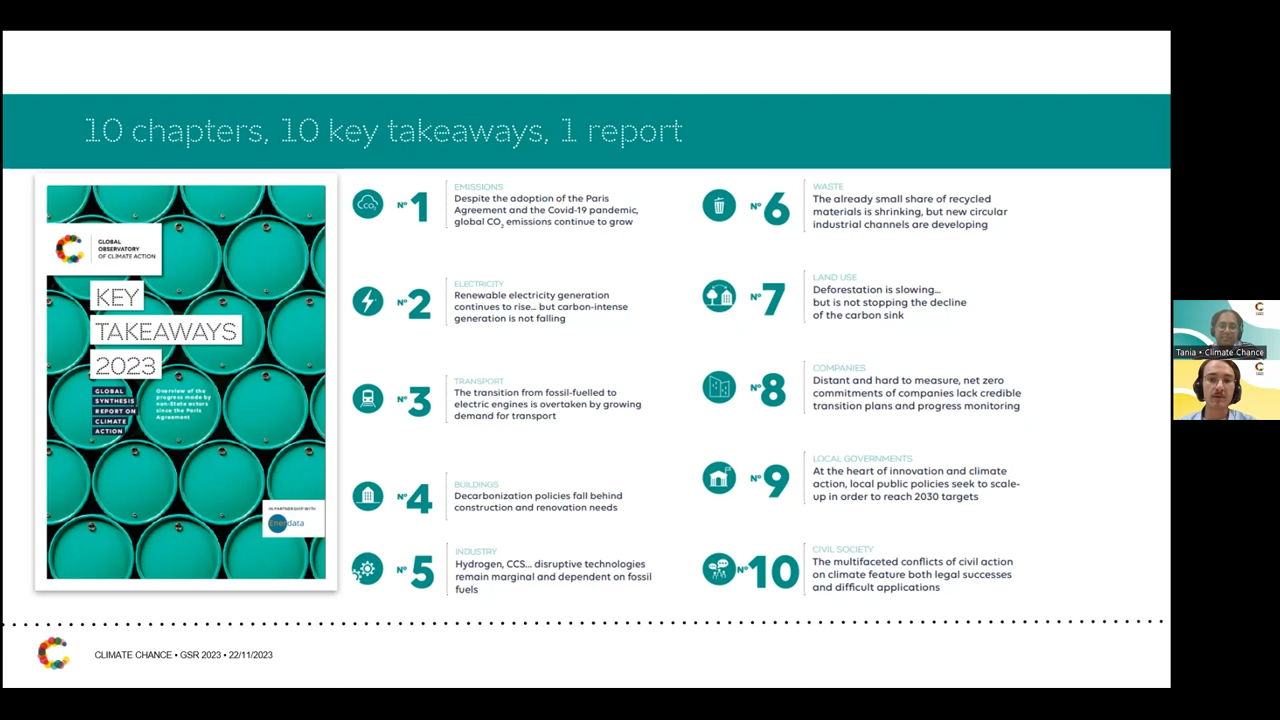 10 chapters, 10 key takeaways, 1 report
GLOBAL
OBSERVATORY
OF CLIMATE ACTION
KEY
TAKEAWAYS
2023
GLOBAL
SYNTHESIS
REPORT ON
CLIMATE
ACTION
Overview of the
progress made by
non-State actors
since the Paris
Agreement
IN PARTNERSHIP WITH
Enerdata
CO2
N° 1
EMISSIONS
Despite the adoption of the Paris
Agreement and the Covid-19 pandemic,
global CO2 emissions continue to grow
N° 2
ELECTRICITY
Renewable electricity generation
continues to rise... but carbon-intense
generation is not falling
N° 3
TRANSPORT
The transition from fossil-fuelled to
electric engines is overtaken by growing
demand for transport
N° 4
BUILDINGS
Decarbonization policies fall behind
construction and renovation needs
N° 5
INDUSTRY
Hydrogen, CCS... disruptive technologies
remain marginal and dependent on fossil
fuels
N° 6
WASTE
The already small share of recycled
materials is shrinking, but new circular
industrial channels are developing
N° 7
LAND USE
Deforestation is slowing...
but is not stopping the decline
of the carbon sink
N° 8
COMPANIES
Distant and hard to measure, net zero
commitments of companies lack credible
transition plans and progress monitoring
N° 9
LOCAL GOVERNMENTS
At the heart of innovation and climate
action, local public policies seek to scale-
up in order to reach 2030 targets
N° 10
CIVIL SOCIETY
The multifaceted conflicts of civil action
on climate feature both legal successes
and difficult applications
CLIMATE CHANCE • GSR 2023 • 22/11/2023
Tania • Climate Chance